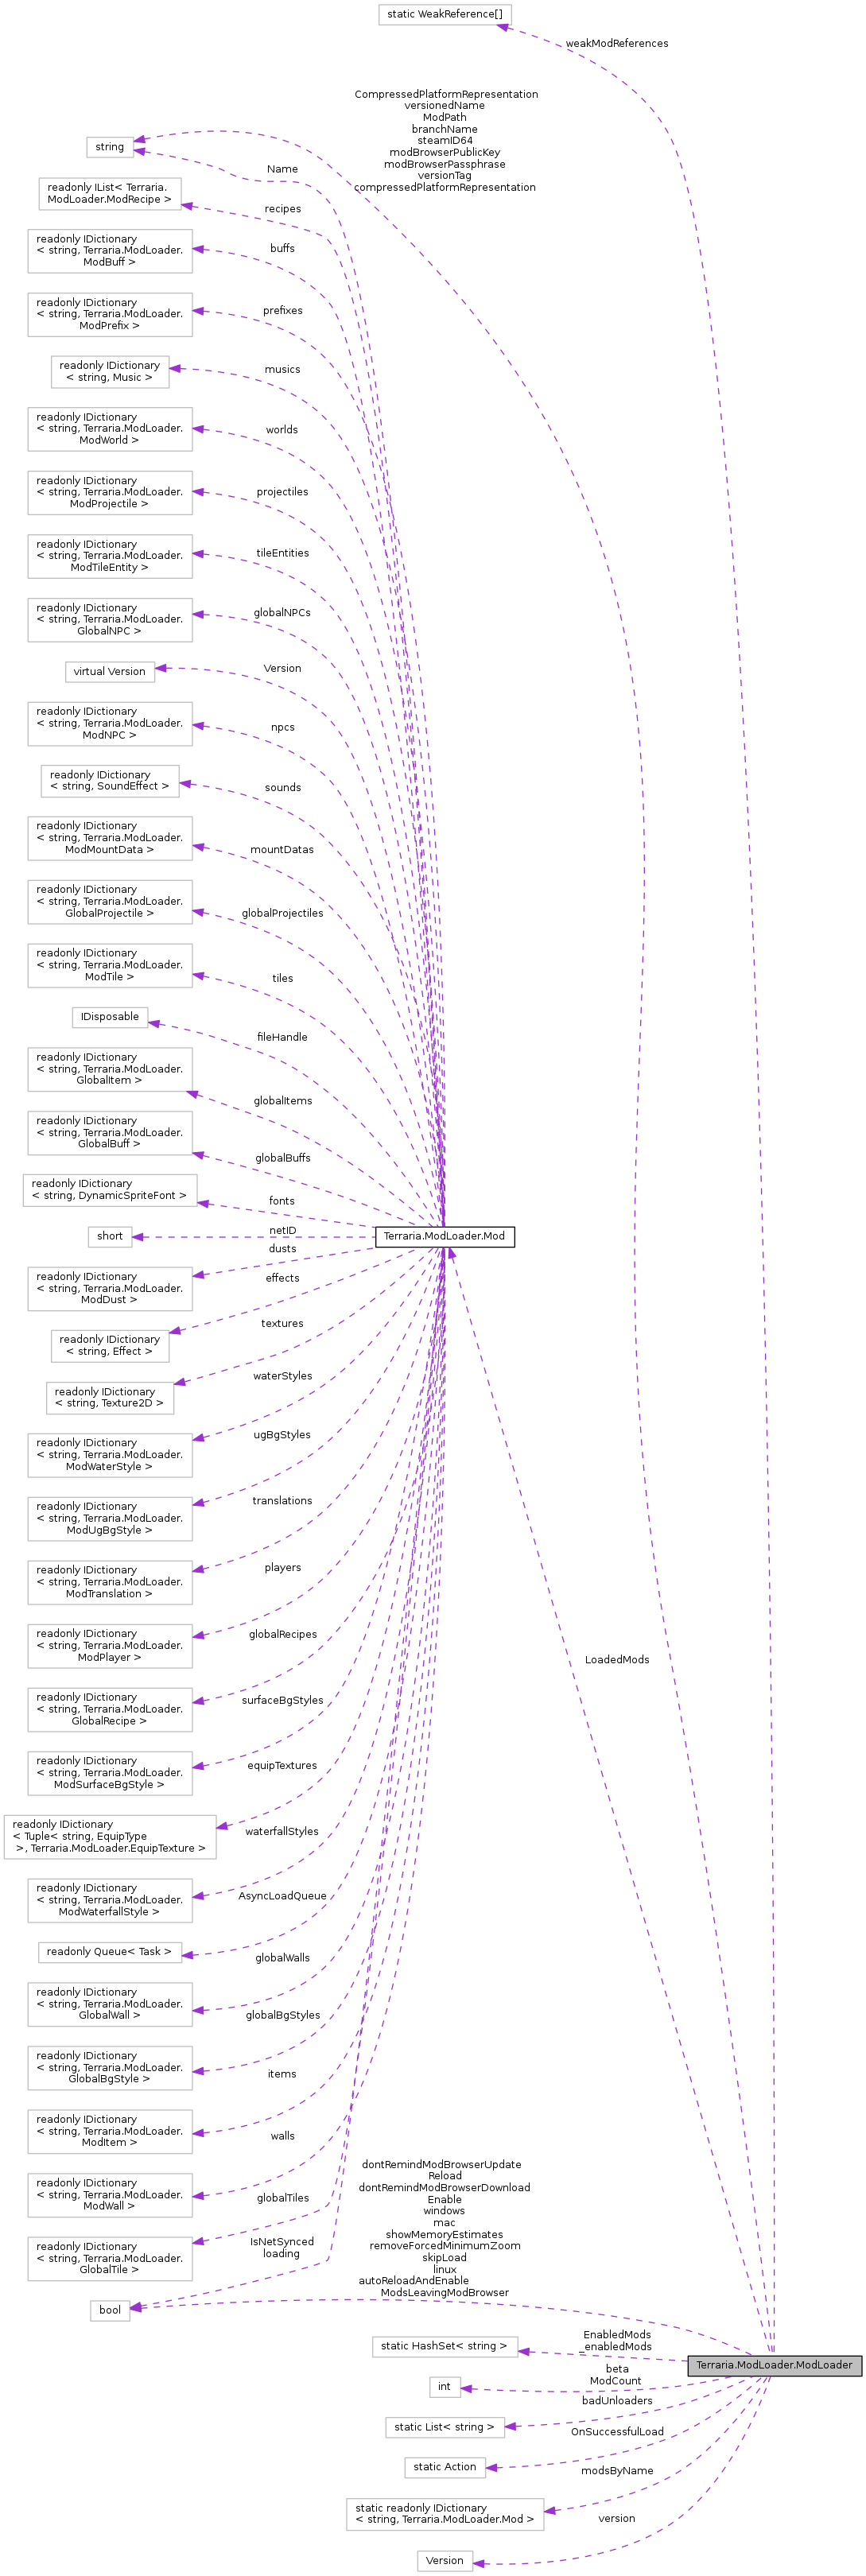 static WeakReference[]
weakModReferences
CompressedPlatformRepresentation
versionedName
ModPath
branchName
steamID64
modBrowserPublicKey
modBrowserPassphrase
versionTag
compressedPlatformRepresentation
string
Name
readonly IList< Terraria.
ModLoader.ModRecipe >
recipes
readonly IDictionary
< string, Terraria.ModLoader.
ModBuff >
buffs
readonly IDictionary
< string, Terraria.ModLoader.
ModPrefix >
prefixes
readonly IDictionary
< string, Music >
musics
readonly IDictionary
< string, Terraria.ModLoader.
ModWorld >
worlds
readonly IDictionary
< string, Terraria.ModLoader.
ModProjectile >
projectiles
readonly IDictionary
< string, Terraria.ModLoader.
ModTileEntity >
tileEntities
readonly IDictionary
< string, Terraria.ModLoader.
GlobalNPC >
globalNPCs
virtual Version
Version
readonly IDictionary
< string, Terraria.ModLoader.
ModNPC >
npcs
readonly IDictionary
< string, SoundEffect >
sounds
readonly IDictionary
< string, Terraria.ModLoader.
ModMountData >
mountDatas
readonly IDictionary
< string, Terraria.ModLoader.
GlobalProjectile >
globalProjectiles
readonly IDictionary
< string, Terraria.ModLoader.
ModTile >
tiles
IDisposable
fileHandle
readonly IDictionary
< string, Terraria.ModLoader.
GlobalItem >
globalItems
readonly IDictionary
< string, Terraria.ModLoader.
GlobalBuff >
globalBuffs
readonly IDictionary
< string, DynamicSpriteFont >
fonts
short
netID
Terraria.ModLoader.Mod
dusts
readonly IDictionary
< string, Terraria.ModLoader.
ModDust >
effects
readonly IDictionary
< string, Effect >
textures
readonly IDictionary
< string, Texture2D >
waterStyles
readonly IDictionary
< string, Terraria.ModLoader.
ModWaterStyle >
ugBgStyles
readonly IDictionary
< string, Terraria.ModLoader.
ModUgBgStyle >
translations
readonly IDictionary
< string, Terraria.ModLoader.
ModTranslation >
players
readonly IDictionary
< string, Terraria.ModLoader.
ModPlayer >
globalRecipes
LoadedMods
readonly IDictionary
< string, Terraria.ModLoader.
GlobalRecipe >
surfaceBgStyles
readonly IDictionary
< string, Terraria.ModLoader.
ModSurfaceBgStyle >
equipTextures
readonly IDictionary
< Tuple< string, EquipType
>, Terraria.ModLoader.EquipTexture >
waterfallStyles
readonly IDictionary
< string, Terraria.ModLoader.
ModWaterfallStyle >
AsyncLoadQueue
readonly Queue< Task >
globalWalls
readonly IDictionary
< string, Terraria.ModLoader.
GlobalWall >
globalBgStyles
readonly IDictionary
< string, Terraria.ModLoader.
GlobalBgStyle >
items
readonly IDictionary
< string, Terraria.ModLoader.
ModItem >
walls
readonly IDictionary
< string, Terraria.ModLoader.
ModWall >
globalTiles
readonly IDictionary
< string, Terraria.ModLoader.
GlobalTile >
IsNetSynced
loading
dontRemindModBrowserUpdate
Reload
dontRemindModBrowserDownload
Enable
windows
mac
showMemoryEstimates
removeForcedMinimumZoom
skipLoad
linux
autoReloadAndEnable
ModsLeavingModBrowser
bool
static HashSet< string >
EnabledMods
_enabledMods
Terraria.ModLoader.ModLoader
int
beta
ModCount
static List< string >
badUnloaders
static Action
OnSuccessfulLoad
static readonly IDictionary
< string, Terraria.ModLoader.Mod >
modsByName
Version
version